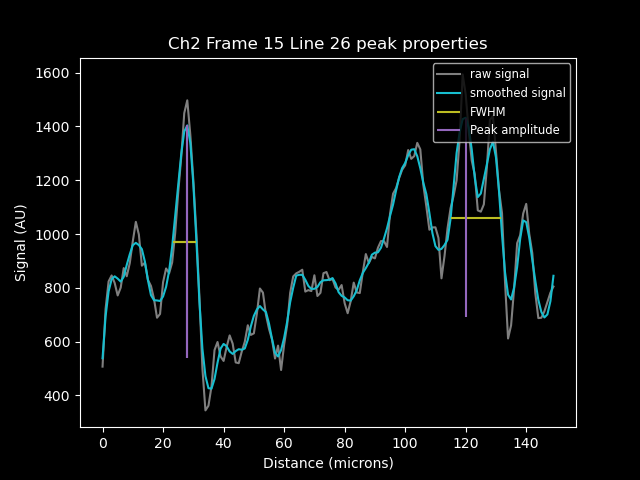 Ch2 Frame 15 Line 26 peak properties
raw signal
smoothed signal
FWHM
Peak amplitude
Signal (AU)
1600
1400
1200
1000
800
600
400
0 20 40 60 80 100 120 140
Distance (microns)